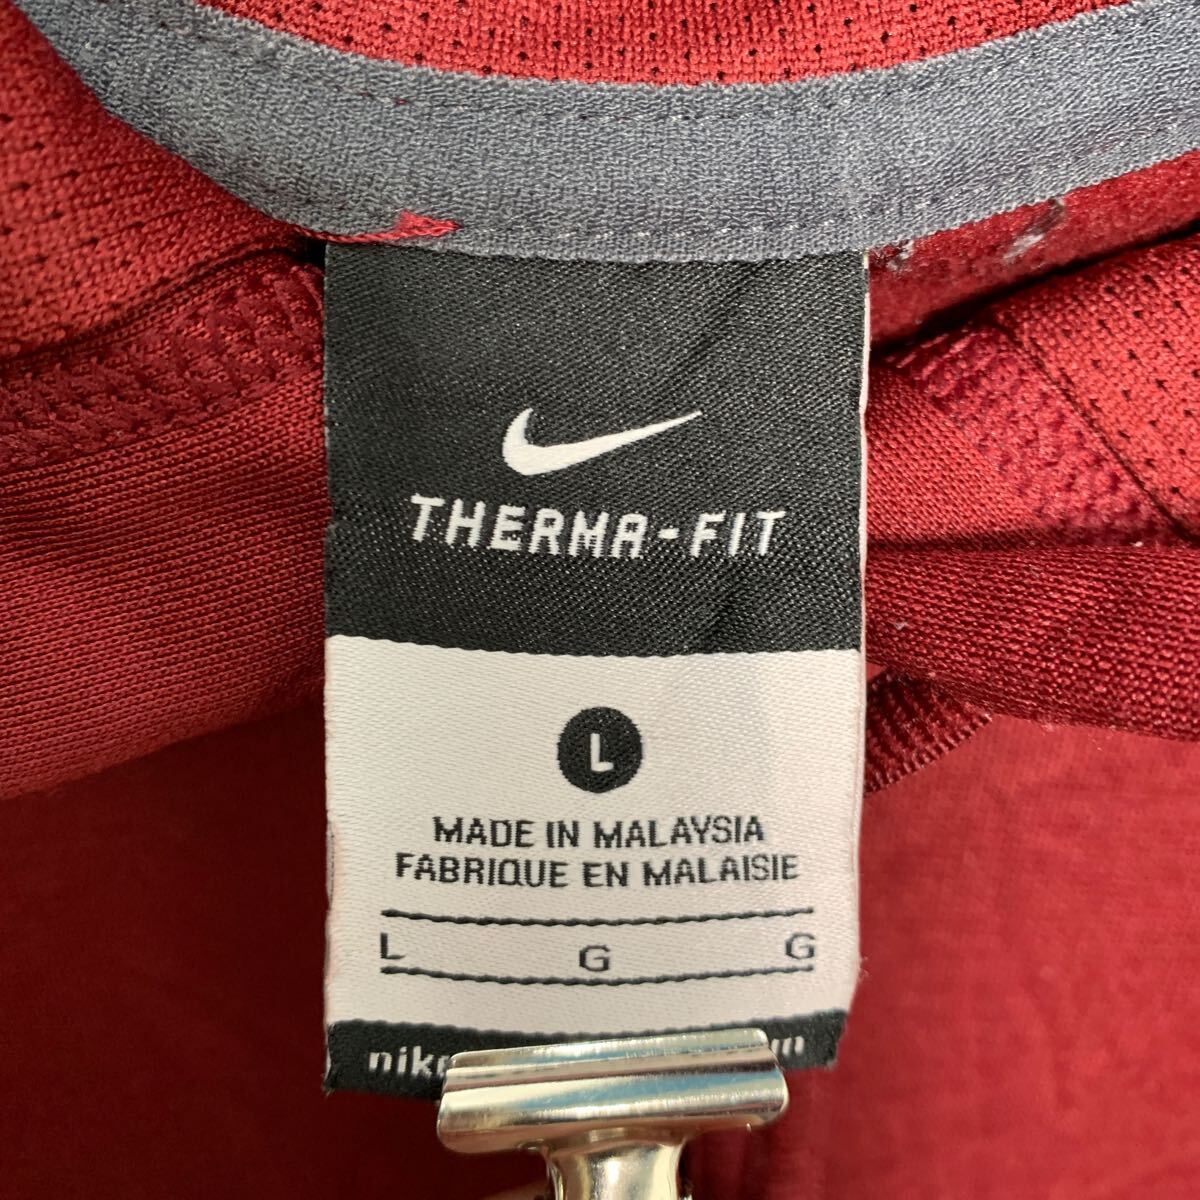 THERMA-FIT
L
MADE IN MALAYSIA
FABRIQUE EN MALAISIE
L G G